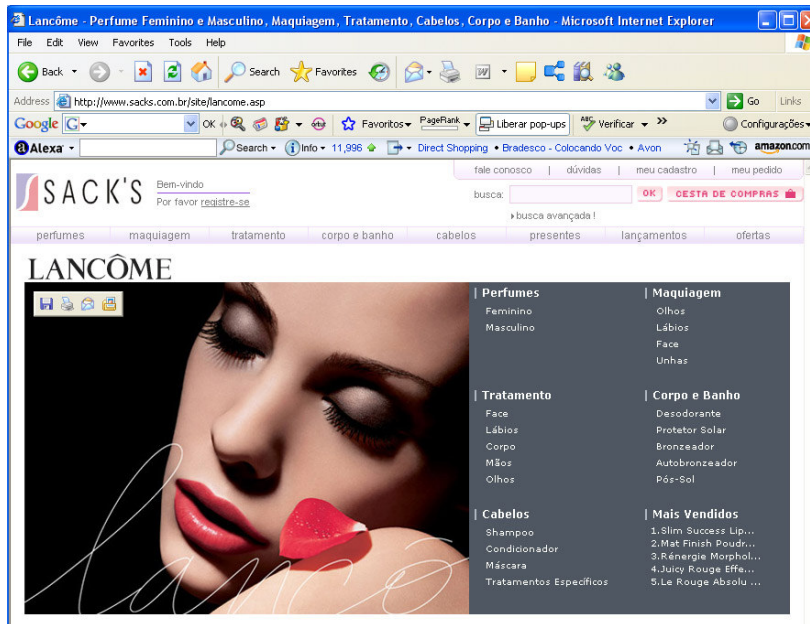 Lancôme - Perfume Feminino e Masculino, Maquiagem, Tratamento, Cabelos, Corpo e Banho - Microsoft Internet Explorer
File Edit View Favorites Tools Help
Back Search Favorites
Address http://www.sacks.com.br/site/lancome.asp Go Links
Google G OK Orkut Favoritos PageRank Liberar pop-ups ABC Verificar » Configurações
Alexa Search Info 11,996 Direct Shopping • Bradesco - Colocando Voc • Avon amazon.com
fale conosco | dúvidas | meu cadastro | meu pedido
SACK'S
Bem-vindo
Por favor registre-se
busca: OK CESTA DE COMPRAS
busca avançada !
perfumes maquiagem tratamento corpo e banho cabelos presentes lançamentos ofertas
LANCÔME
| Perfumes
Feminino
Masculino
| Maquiagem
Olhos
Lábios
Face
Unhas
| Tratamento
Face
Lábios
Corpo
Mãos
Olhos
| Corpo e Banho
Desodorante
Protetor Solar
Bronzeador
Autobronzeador
Pós-Sol
| Cabelos
Shampoo
Condicionador
Máscara
Tratamentos Específicos
| Mais Vendidos
1.Slim Success Lip...
2.Mat Finish Poudr...
3.Rénergie Morphol...
4.Juicy Rouge Effe...
5.Le Rouge Absolu ...
lancô